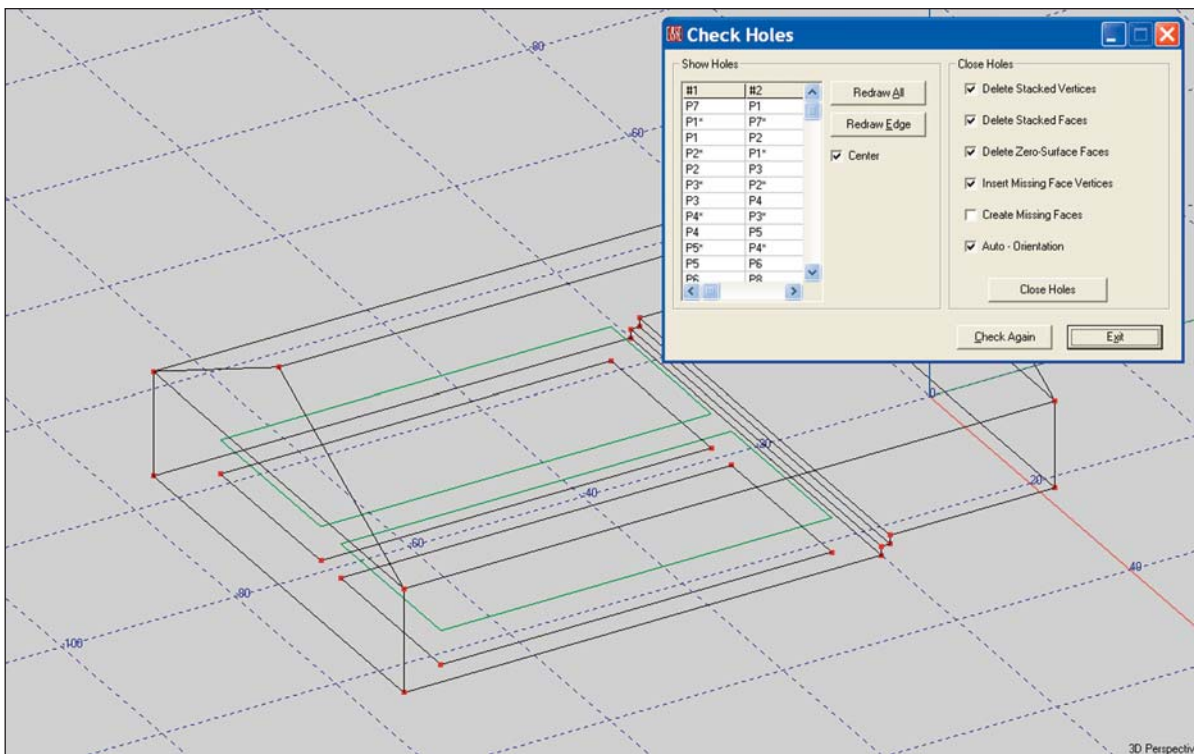 Check Holes
Show Holes
#1 #2
P7 P1
P1* P7*
P1 P2
P2* P1*
P2 P3
P3* P2*
P3 P4
P4* P3*
P4 P5
P5* P4*
P5 P6
P6 P8
Redraw All
Redraw Edge
Center
Close Holes
Delete Stacked Vertices
Delete Stacked Faces
Delete Zero-Surface Faces
Insert Missing Face Vertices
Create Missing Faces
Auto - Orientation
Close Holes
Check Again
Exit
-80
-60
0
-20
-20
-40
40
-60
-80
-100
3D Perspectiv